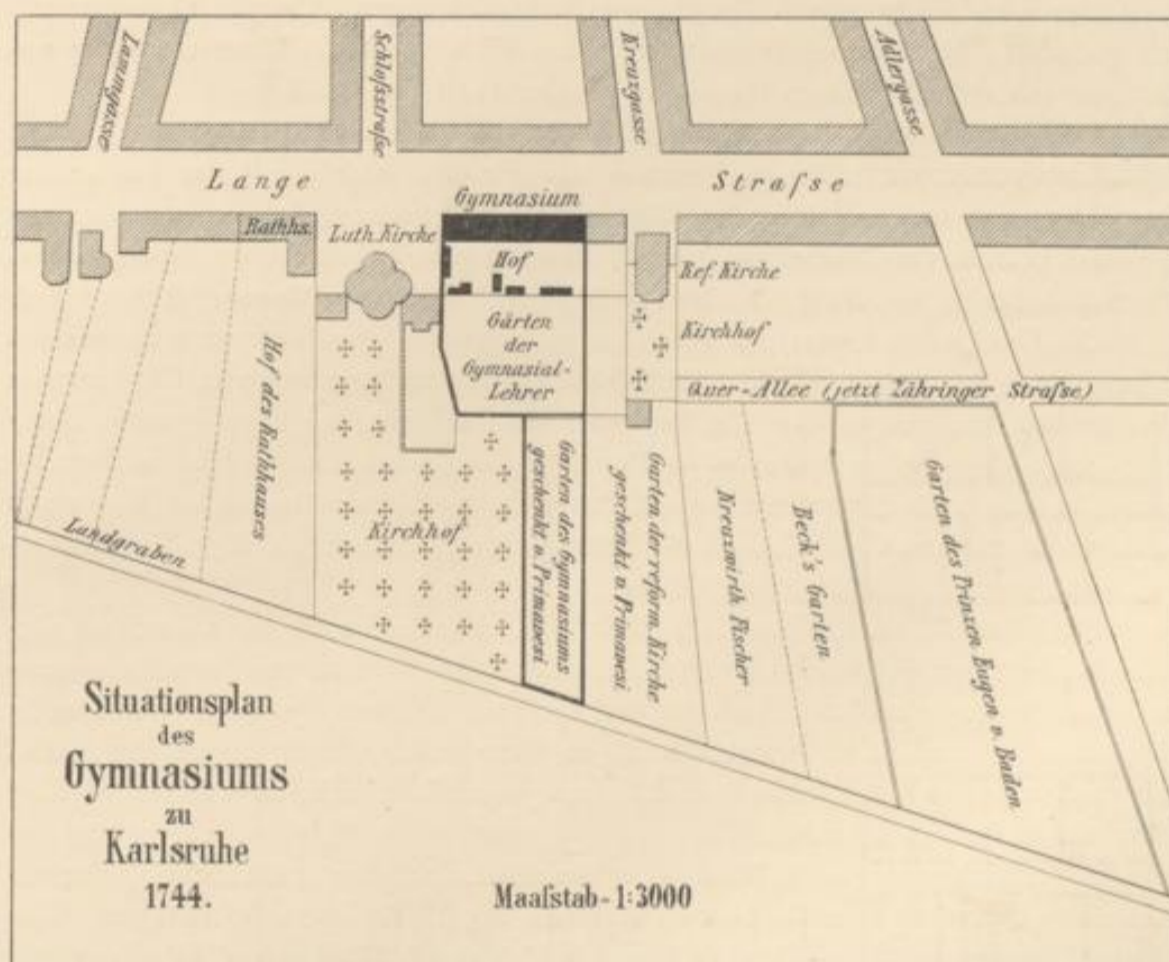 Lammgasse
Schloſsstraſse
Kreuzgasse
Adlergasse
Lange Straſse
Gymnasium
Rathhs.
Luth. Kirche
Hof
Ref. Kirche
Gärten
der
Gymnasial-
Lehrer
Kirchhof
Quer-Allee (jetzt Zähringer Straſse)
Hof des Rathhauses
Landgraben
Kirchhof
Garten des Gymnasiums
geschenkt v. Primavesi
Garten der reform. Kirche
geschenkt v. Primavesi
Kreuzwirth Fischer
Beck's Garten
Garten des Prinzen Eugen v. Baden
Situationsplan
des
Gymnasiums
zu
Karlsruhe
1744.
Maaſstab - 1:3000